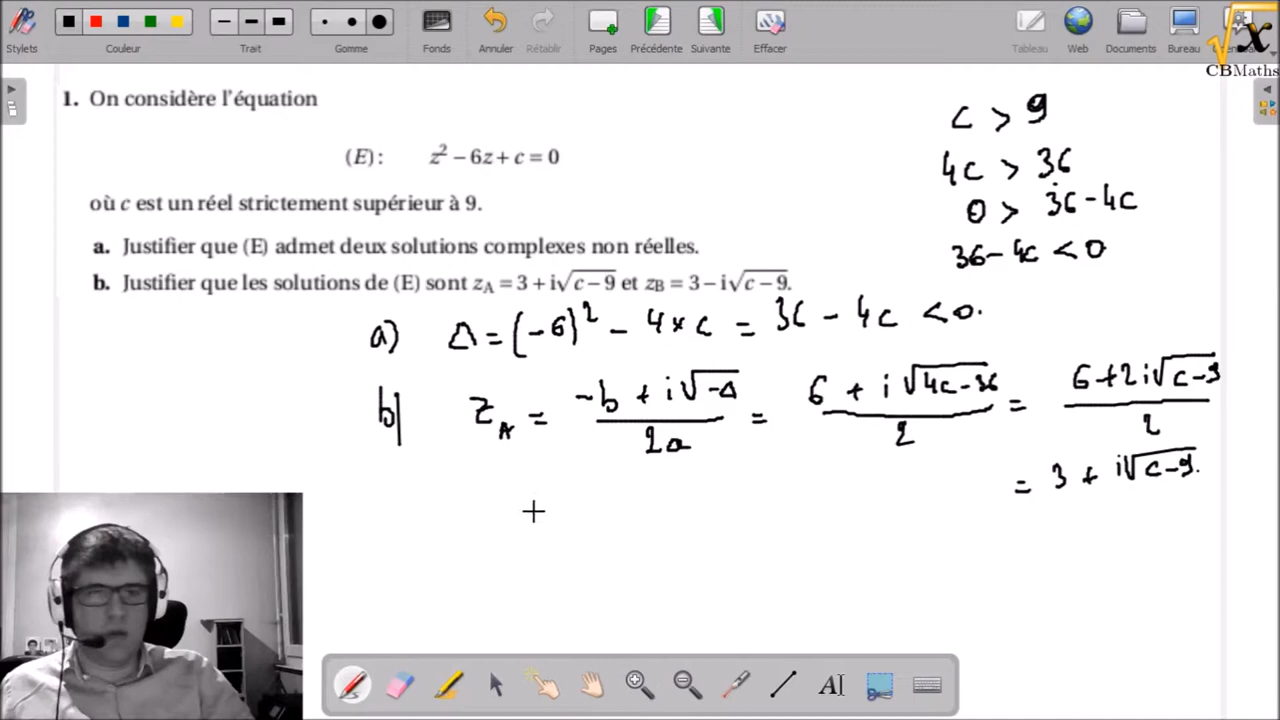 Stylets Couleur Trait Gomme Fonds Annuler Rétablir Pages Précédente Suivante Effacer Tableau Web Documents Bureau
√x
CBMaths
1. On considère l'équation
(E): z² − 6z + c = 0
où c est un réel strictement supérieur à 9.
a. Justifier que (E) admet deux solutions complexes non réelles.
b. Justifier que les solutions de (E) sont z_A = 3 + i√(c − 9) et z_B = 3 − i√(c − 9).
c > 9
4c > 36
0 > 36 - 4c
36 - 4c < 0
a) Δ = (-6)² - 4 × c = 36 - 4c < 0.
b) z_A = (-b + i√(-Δ))/(2a) = (6 + i√(4c - 36))/2 = (6 + 2i√(c - 9))/2
= 3 + i√(c - 9).
AI